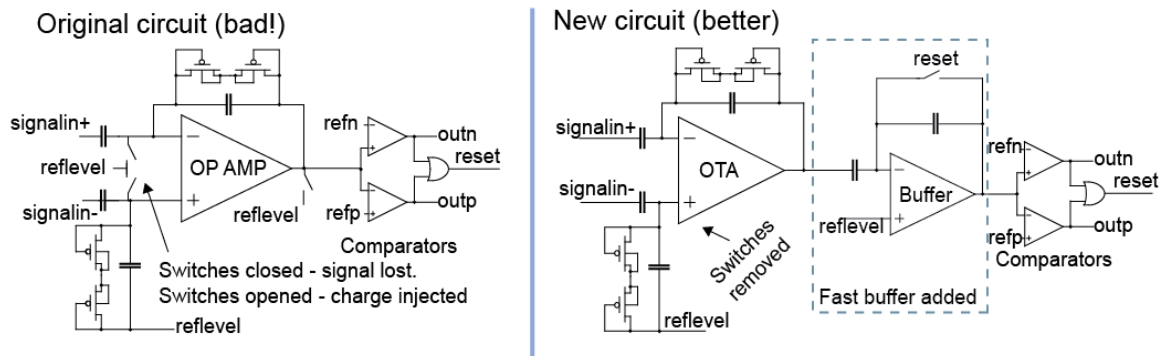 Original circuit (bad!)
signalin+
reflevel
signalin-
−
+
OP AMP
reflevel
refn
refp
−
+
−
+
outn
reset
outp
Comparators
Switches closed - signal lost.
Switches opened - charge injected
reflevel
New circuit (better)
signalin+
signalin-
−
+
OTA
Switches
removed
reflevel
reset
−
+
Buffer
reflevel
Fast buffer added
refn
refp
−
+
−
+
outn
reset
outp
Comparators